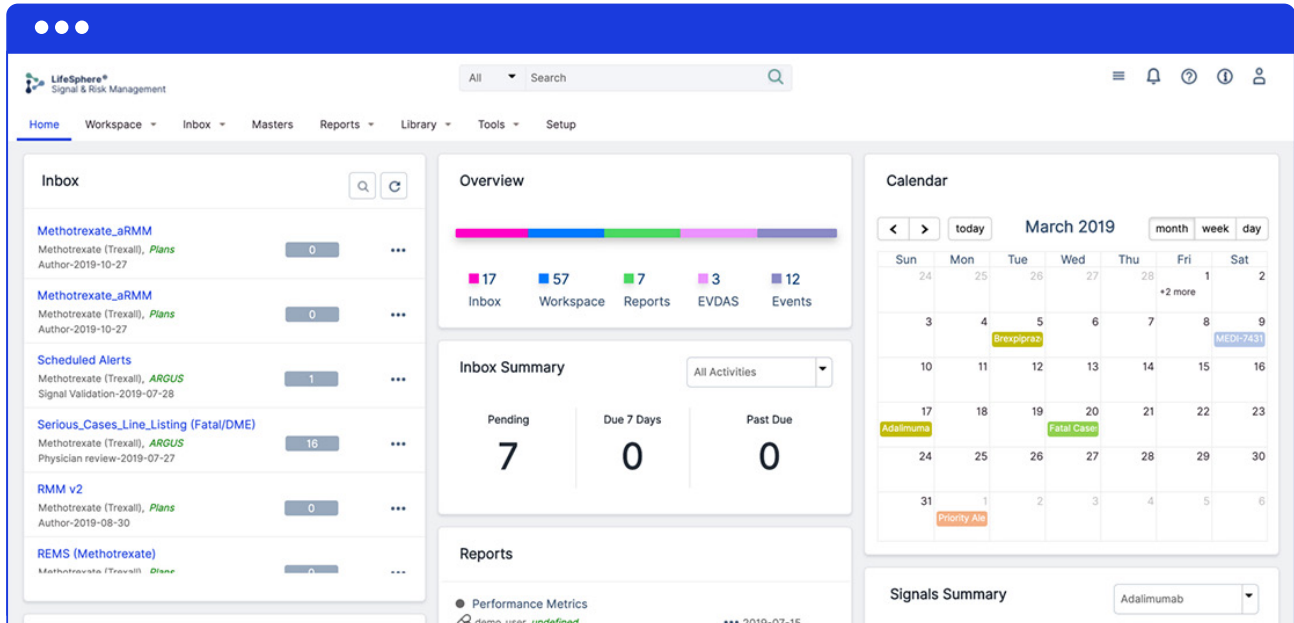 LifeSphere®
Signal & Risk Management
All
Search
Home
Workspace
Inbox
Masters
Reports
Library
Tools
Setup
Inbox
Methotrexate_aRMM
Methotrexate (Trexall), Plans
0
Author-2019-10-27
Methotrexate_aRMM
Methotrexate (Trexall), Plans
0
Author-2019-10-27
Scheduled Alerts
Methotrexate (Trexall), ARGUS
1
Signal Validation-2019-07-28
Serious_Cases_Line_Listing (Fatal/DME)
Methotrexate (Trexall), ARGUS
16
Physician review-2019-07-27
RMM v2
Methotrexate (Trexall), Plans
0
Author-2019-08-30
REMS (Methotrexate)
Methotrexate (Trexall), Plans
0
Overview
17 57 7 3 12
Inbox Workspace Reports EVDAS Events
Inbox Summary
All Activities
Pending Due 7 Days Past Due
7 0 0
Reports
Performance Metrics
demo_user, undefined
2019-07-15
Calendar
today
March 2019
month week day
Sun Mon Tue Wed Thu Fri Sat
24 25 26 27 28 1 2
+2 more
3 4 5 6 7 8 9
Brexpipraz
MEDI-7431
10 11 12 13 14 15 16
17 18 19 20 21 22 23
Adalimuma
Fatal Case
24 25 26 27 28 29 30
31 1 2 3 4 5 6
Priority Ale
Signals Summary
Adalimumab